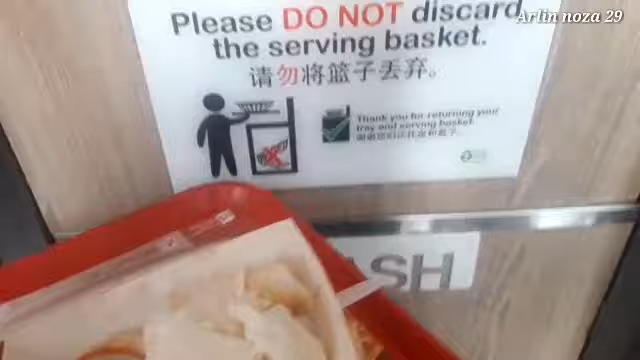 Arlin noza 29
Please DO NOT discard
the serving basket.
请勿将篮子丢弃。
Thank you for returning your
tray and serving basket.
ASH